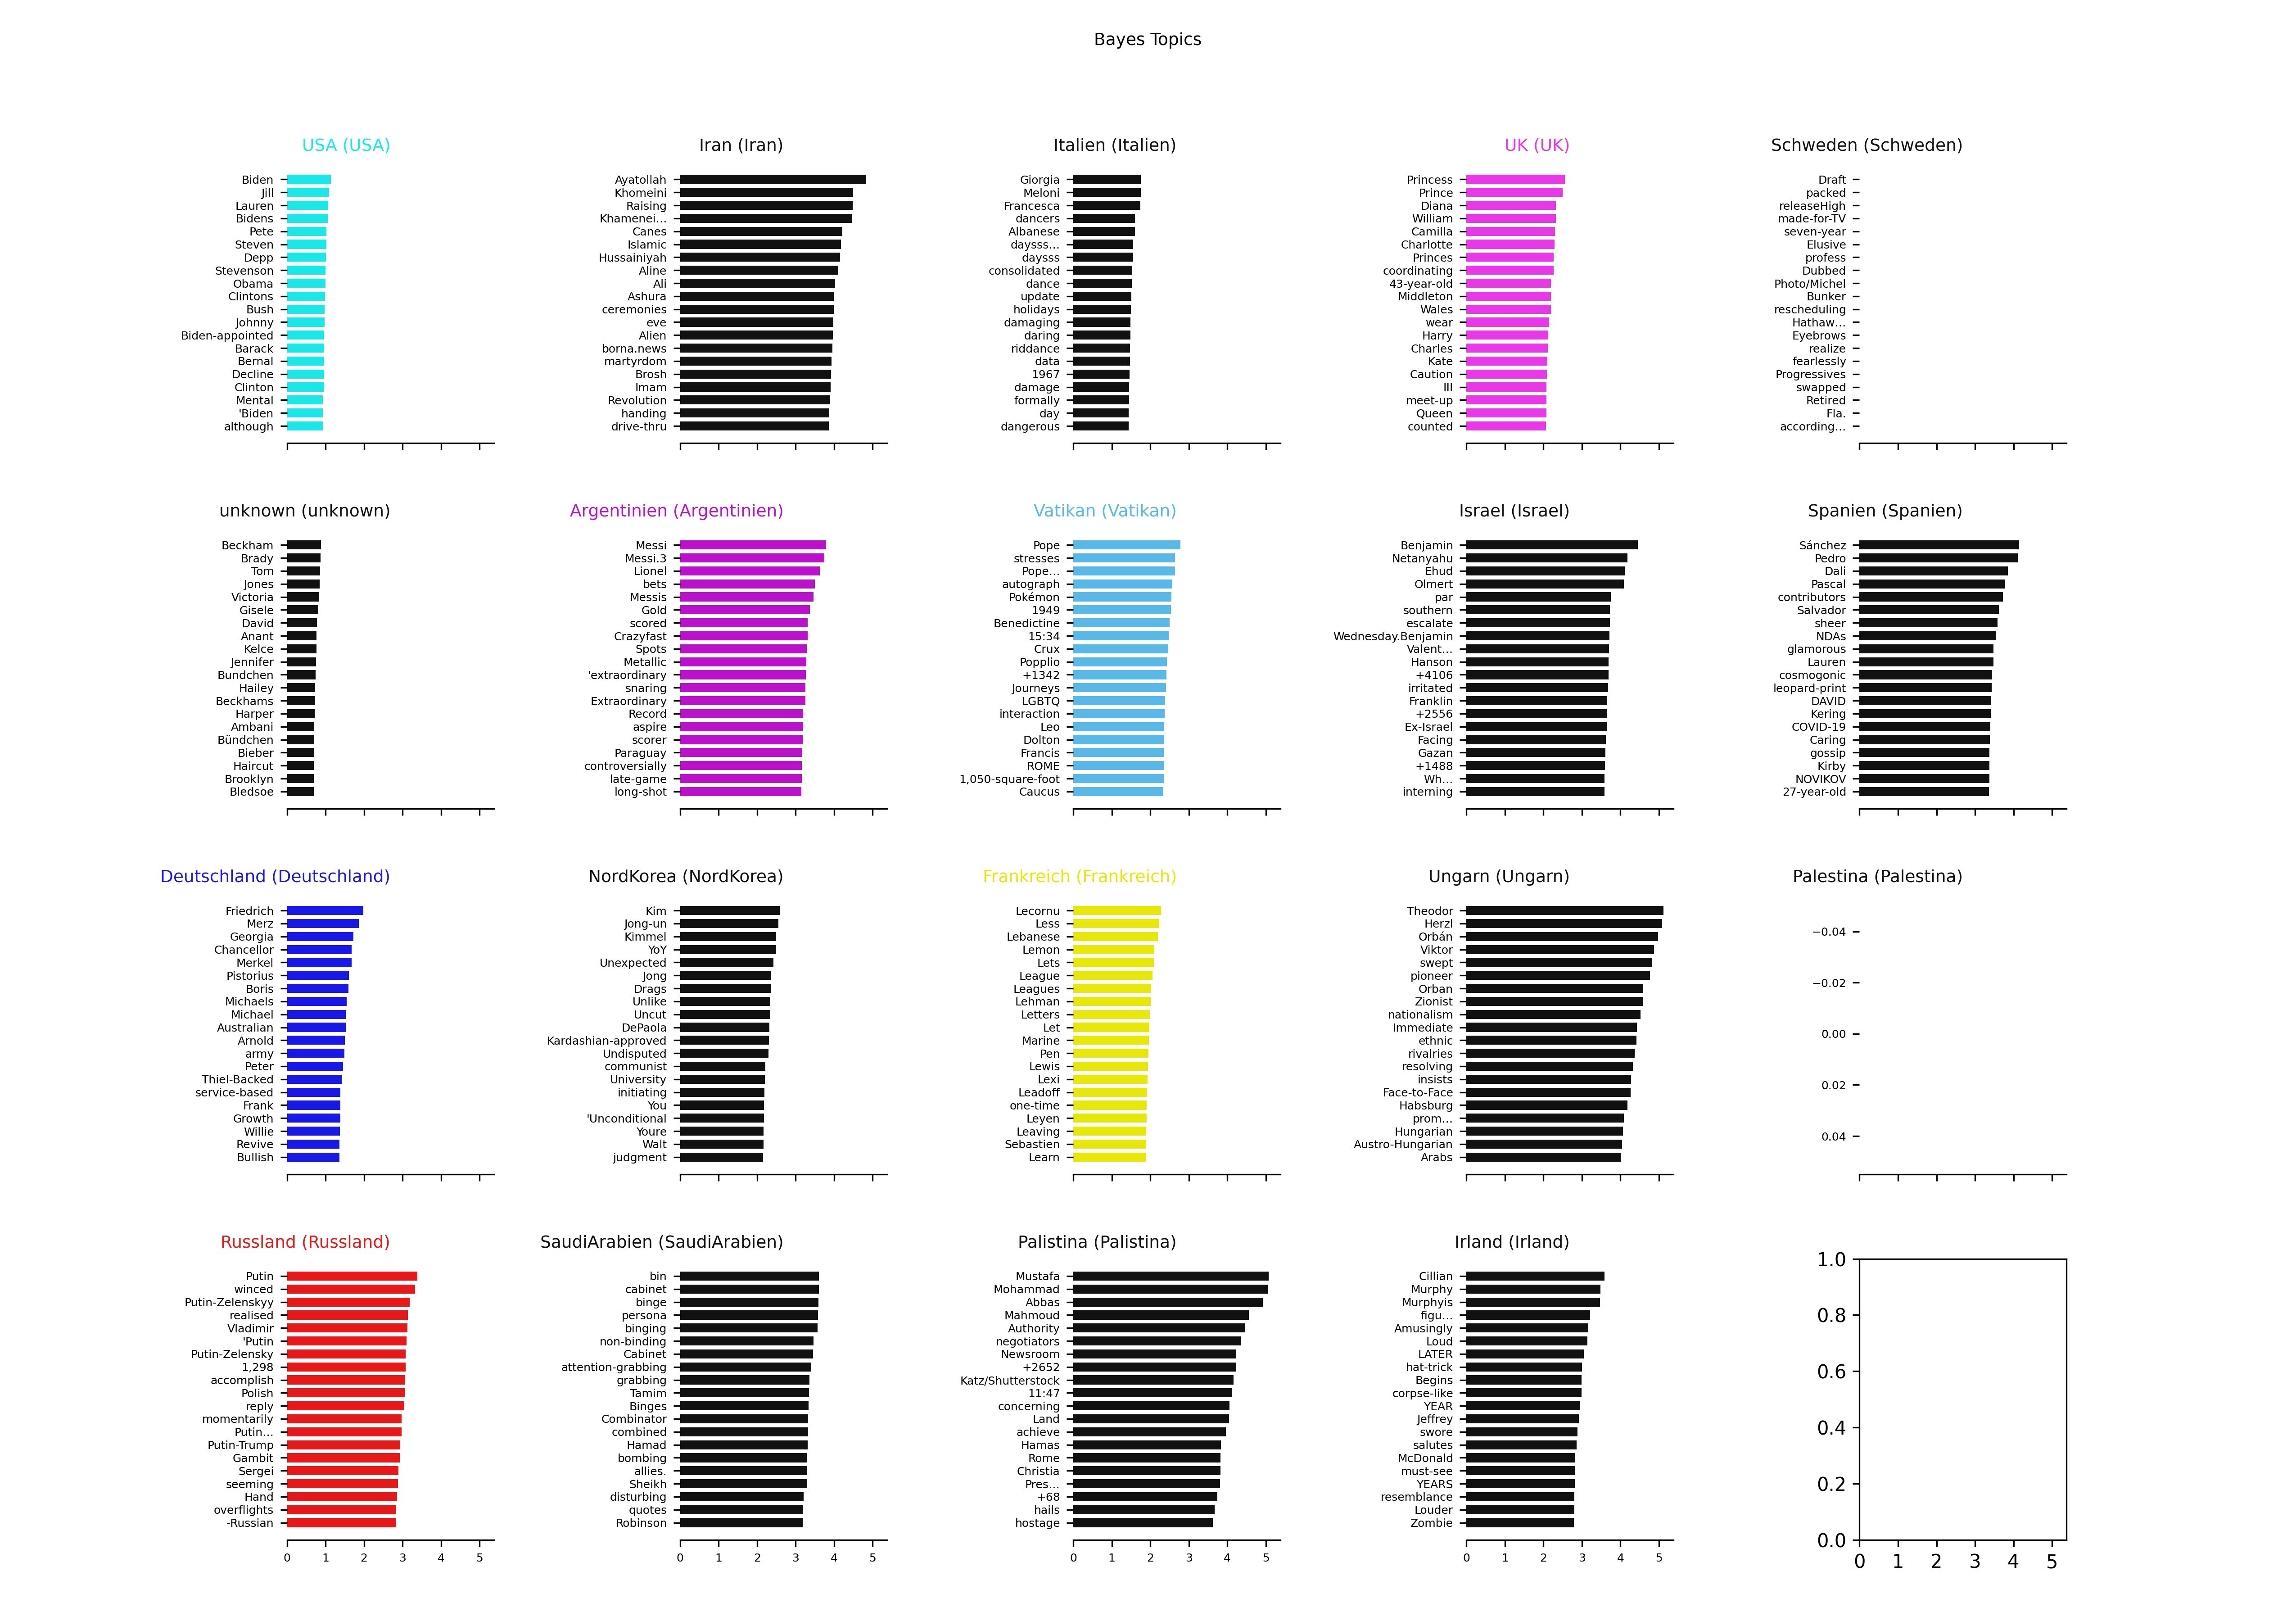 Bayes Topics
USA (USA)
Biden
Jill
Lauren
Bidens
Pete
Steven
Depp
Stevenson
Obama
Clintons
Bush
Johnny
Biden-appointed
Barack
Bernal
Decline
Clinton
Mental
'Biden
although
Iran (Iran)
Ayatollah
Khomeini
Raising
Khamenei…
Canes
Islamic
Hussainiyah
Aline
Ali
Ashura
ceremonies
eve
Alien
borna.news
martyrdom
Brosh
Imam
Revolution
handing
drive-thru
Italien (Italien)
Giorgia
Meloni
Francesca
dancers
Albanese
daysss…
daysss
consolidated
dance
update
holidays
damaging
daring
riddance
data
1967
damage
formally
day
dangerous
UK (UK)
Princess
Prince
Diana
William
Camilla
Charlotte
Princes
coordinating
43-year-old
Middleton
Wales
wear
Harry
Charles
Kate
Caution
III
meet-up
Queen
counted
Schweden (Schweden)
Draft
packed
releaseHigh
made-for-TV
seven-year
Elusive
profess
Dubbed
Photo/Michel
Bunker
rescheduling
Hathaw…
Eyebrows
realize
fearlessly
Progressives
swapped
Retired
Fla.
according…
unknown (unknown)
Beckham
Brady
Tom
Jones
Victoria
Gisele
David
Anant
Kelce
Jennifer
Bundchen
Hailey
Beckhams
Harper
Ambani
Bündchen
Bieber
Haircut
Brooklyn
Bledsoe
Argentinien (Argentinien)
Messi
Messi.3
Lionel
bets
Messis
Gold
scored
Crazyfast
Spots
Metallic
'extraordinary
snaring
Extraordinary
Record
aspire
scorer
Paraguay
controversially
late-game
long-shot
Vatikan (Vatikan)
Pope
stresses
Pope…
autograph
Pokémon
1949
Benedictine
15:34
Crux
Popplio
+1342
Journeys
LGBTQ
interaction
Leo
Dolton
Francis
ROME
1,050-square-foot
Caucus
Israel (Israel)
Benjamin
Netanyahu
Ehud
Olmert
par
southern
escalate
Wednesday.Benjamin
Valent…
Hanson
+4106
irritated
Franklin
+2556
Ex-Israel
Facing
Gazan
+1488
Wh…
interning
Spanien (Spanien)
Sánchez
Pedro
Dali
Pascal
contributors
Salvador
sheer
NDAs
glamorous
Lauren
cosmogonic
leopard-print
DAVID
Kering
COVID-19
Caring
gossip
Kirby
NOVIKOV
27-year-old
Deutschland (Deutschland)
Friedrich
Merz
Georgia
Chancellor
Merkel
Pistorius
Boris
Michaels
Michael
Australian
Arnold
army
Peter
Thiel-Backed
service-based
Frank
Growth
Willie
Revive
Bullish
NordKorea (NordKorea)
Kim
Jong-un
Kimmel
YoY
Unexpected
Jong
Drags
Unlike
Uncut
DePaola
Kardashian-approved
Undisputed
communist
University
initiating
You
'Unconditional
Youre
Walt
judgment
Frankreich (Frankreich)
Lecornu
Less
Lebanese
Lemon
Lets
League
Leagues
Lehman
Letters
Let
Marine
Pen
Lewis
Lexi
Leadoff
one-time
Leyen
Leaving
Sebastien
Learn
Ungarn (Ungarn)
Theodor
Herzl
Orbán
Viktor
swept
pioneer
Orban
Zionist
nationalism
Immediate
ethnic
rivalries
resolving
insists
Face-to-Face
Habsburg
prom…
Hungarian
Austro-Hungarian
Arabs
Palestina (Palestina)
−0.04
−0.02
0.00
0.02
0.04
Russland (Russland)
Putin
winced
Putin-Zelenskyy
realised
Vladimir
'Putin
Putin-Zelensky
1,298
accomplish
Polish
reply
momentarily
Putin…
Putin-Trump
Gambit
Sergei
seeming
Hand
overflights
-Russian
0 1 2 3 4 5
SaudiArabien (SaudiArabien)
bin
cabinet
binge
persona
binging
non-binding
Cabinet
attention-grabbing
grabbing
Tamim
Binges
Combinator
combined
Hamad
bombing
allies.
Sheikh
disturbing
quotes
Robinson
0 1 2 3 4 5
Palistina (Palistina)
Mustafa
Mohammad
Abbas
Mahmoud
Authority
negotiators
Newsroom
+2652
Katz/Shutterstock
11:47
concerning
Land
achieve
Hamas
Rome
Christia
Pres…
+68
hails
hostage
0 1 2 3 4 5
Irland (Irland)
Cillian
Murphy
Murphyis
figu…
Amusingly
Loud
LATER
hat-trick
Begins
corpse-like
YEAR
Jeffrey
swore
salutes
McDonald
must-see
YEARS
resemblance
Louder
Zombie
0 1 2 3 4 5
1.0
0.8
0.6
0.4
0.2
0.0
0 1 2 3 4 5